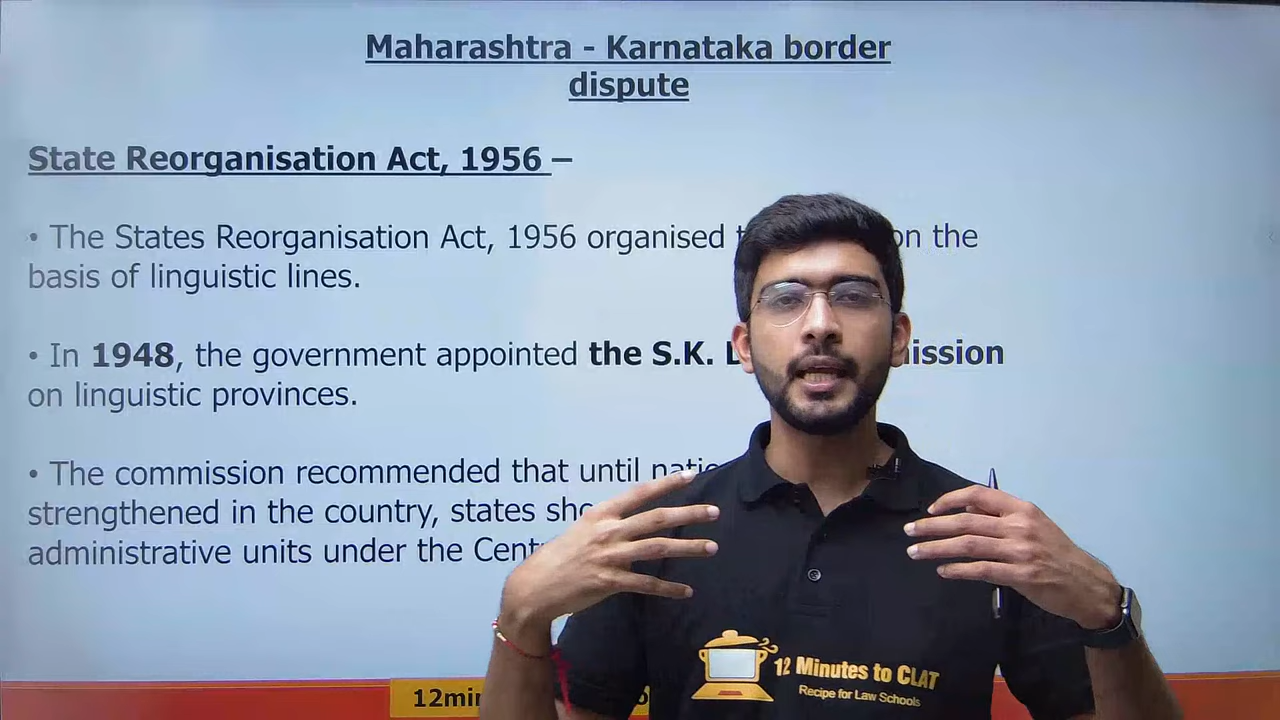 Maharashtra - Karnataka border
dispute
State Reorganisation Act, 1956 –
• The States Reorganisation Act, 1956 organised on the
basis of linguistic lines.
• In 1948, the government appointed the S.K.
on linguistic provinces.
• The commission recommended that until
strengthened in the country, states
administrative units under the
12 Minutes to CLAT
Recipe for Law Schools